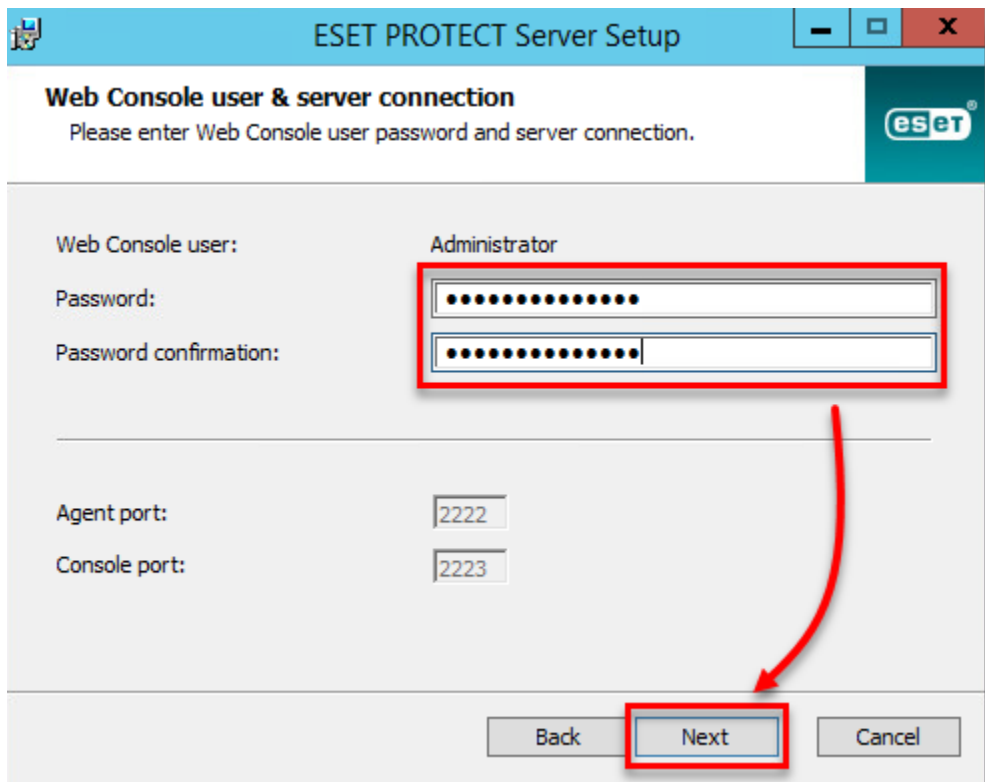 ESET PROTECT Server Setup
Web Console user & server connection
Please enter Web Console user password and server connection.
eset®
Web Console user: Administrator
Password: ●●●●●●●●●●●●●●
Password confirmation: ●●●●●●●●●●●●●●
Agent port: 2222
Console port: 2223
Back Next Cancel